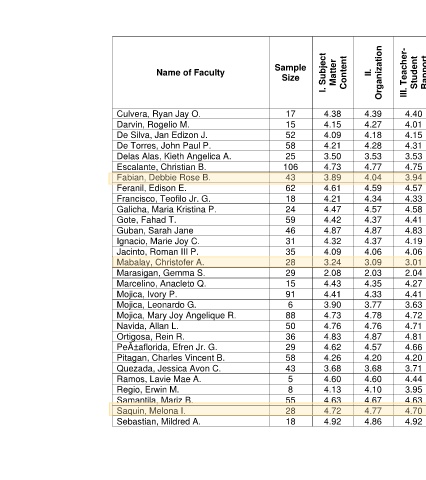 Name of Faculty Sample Size I. Subject Matter Content II. Organization III. Teacher-Student Rapport
Culvera, Ryan Jay O. 17 4.38 4.39 4.40
Darvin, Rogelio M. 15 4.15 4.27 4.01
De Silva, Jan Edizon J. 52 4.09 4.18 4.15
De Torres, John Paul P. 58 4.21 4.28 4.31
Delas Alas, Kieth Angelica A. 25 3.50 3.53 3.53
Escalante, Christian B. 106 4.73 4.77 4.75
Fabian, Debbie Rose B. 43 3.89 4.04 3.94
Feranil, Edison E. 62 4.61 4.59 4.57
Francisco, Teofilo Jr. G. 18 4.21 4.34 4.33
Galicha, Maria Kristina P. 24 4.47 4.57 4.58
Gote, Fahad T. 59 4.42 4.37 4.41
Guban, Sarah Jane 46 4.87 4.87 4.83
Ignacio, Marie Joy C. 31 4.32 4.37 4.19
Jacinto, Roman III P. 35 4.09 4.06 4.06
Mabalay, Christofer A. 28 3.24 3.09 3.01
Marasigan, Gemma S. 29 2.08 2.03 2.04
Marcelino, Anacleto Q. 15 4.43 4.35 4.27
Mojica, Ivory P. 91 4.41 4.33 4.41
Mojica, Leonardo G. 6 3.90 3.77 3.63
Mojica, Mary Joy Angelique R. 88 4.73 4.78 4.72
Navida, Allan L. 50 4.76 4.76 4.71
Ortigosa, Rein R. 36 4.83 4.87 4.81
PeÃ±aflorida, Efren Jr. G. 29 4.62 4.57 4.66
Pitagan, Charles Vincent B. 58 4.26 4.20 4.20
Quezada, Jessica Avon C. 43 3.68 3.68 3.71
Ramos, Lavie Mae A. 5 4.60 4.60 4.44
Regio, Erwin M. 8 4.13 4.10 3.95
Samantila, Mariz B. 55 4.63 4.67 4.63
Saquin, Melona I. 28 4.72 4.77 4.70
Sebastian, Mildred A. 18 4.92 4.86 4.92